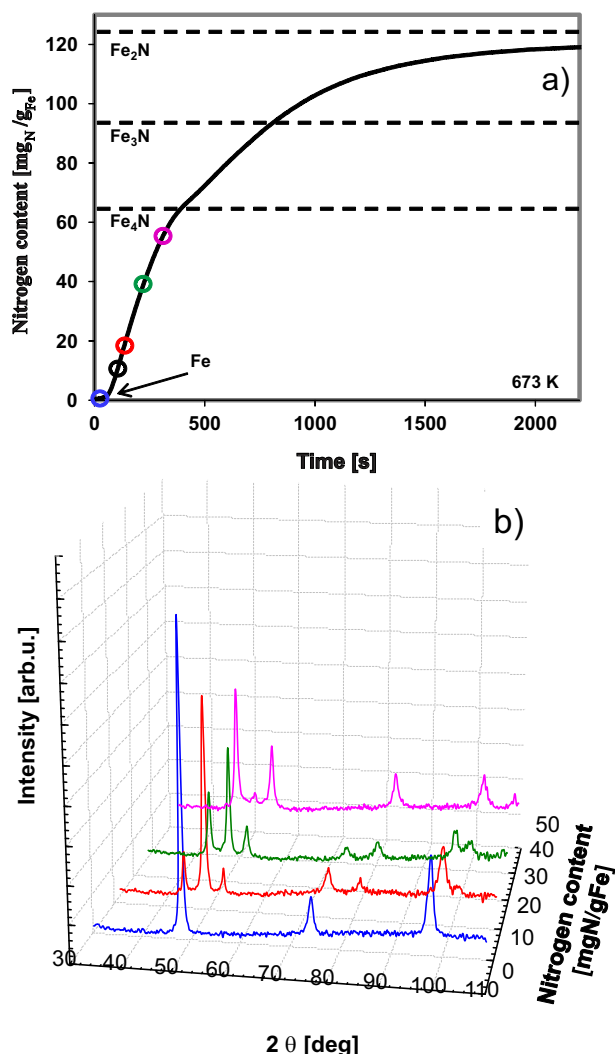 120
100
80
60
40
20
0
Nitrogen content [mg_N/g_Fe]
a)
Fe₂N
Fe₃N
Fe₄N
Fe
673 K
0
500
1000
1500
2000
Time [s]
b)
Intensity [arb.u.]
30
40
50
60
70
80
90
100
110
2 θ [deg]
50
40
30
20
10
0
Nitrogen content
[mgN/gFe]